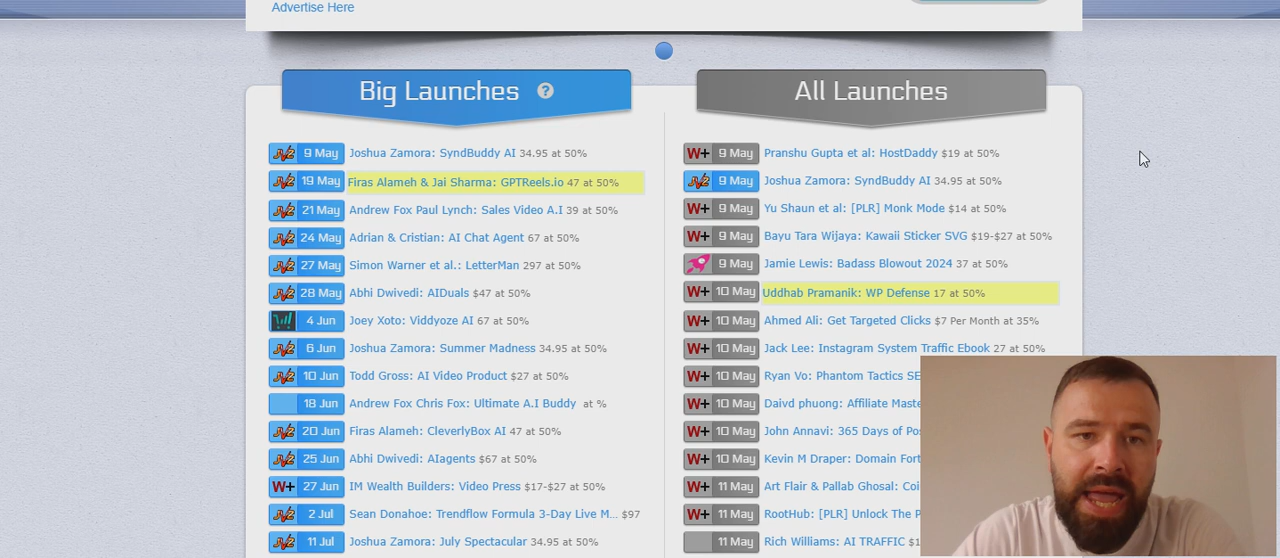 Advertise Here
Big Launches ?
9 May Joshua Zamora: SyndBuddy AI 34.95 at 50%
19 May Firas Alameh & Jai Sharma: GPTReels.io 47 at 50%
21 May Andrew Fox Paul Lynch: Sales Video A.I 39 at 50%
24 May Adrian & Cristian: AI Chat Agent 67 at 50%
27 May Simon Warner et al.: LetterMan 297 at 50%
28 May Abhi Dwivedi: AIDuals $47 at 50%
4 Jun Joey Xoto: Viddyoze AI 67 at 50%
6 Jun Joshua Zamora: Summer Madness 34.95 at 50%
10 Jun Todd Gross: AI Video Product $27 at 50%
18 Jun Andrew Fox Chris Fox: Ultimate A.I Buddy at %
20 Jun Firas Alameh: CleverlyBox AI 47 at 50%
25 Jun Abhi Dwivedi: AIagents $67 at 50%
W+ 27 Jun IM Wealth Builders: Video Press $17-$27 at 50%
2 Jul Sean Donahoe: Trendflow Formula 3-Day Live M... $97
11 Jul Joshua Zamora: July Spectacular 34.95 at 50%
All Launches
W+ 9 May Pranshu Gupta et al: HostDaddy $19 at 50%
9 May Joshua Zamora: SyndBuddy AI 34.95 at 50%
W+ 9 May Yu Shaun et al: [PLR] Monk Mode $14 at 50%
W+ 9 May Bayu Tara Wijaya: Kawaii Sticker SVG $19-$27 at 50%
9 May Jamie Lewis: Badass Blowout 2024 37 at 50%
W+ 10 May Uddhab Pramanik: WP Defense 17 at 50%
W+ 10 May Ahmed Ali: Get Targeted Clicks $7 Per Month at 35%
W+ 10 May Jack Lee: Instagram System Traffic Ebook 27 at 50%
W+ 10 May Ryan Vo: Phantom Tactics SE
W+ 10 May Daivd phuong: Affiliate Maste
W+ 10 May John Annavi: 365 Days of Pos
W+ 10 May Kevin M Draper: Domain Fort
W+ 11 May Art Flair & Pallab Ghosal: Coi
W+ 11 May RootHub: [PLR] Unlock The P
11 May Rich Williams: AI TRAFFIC $1